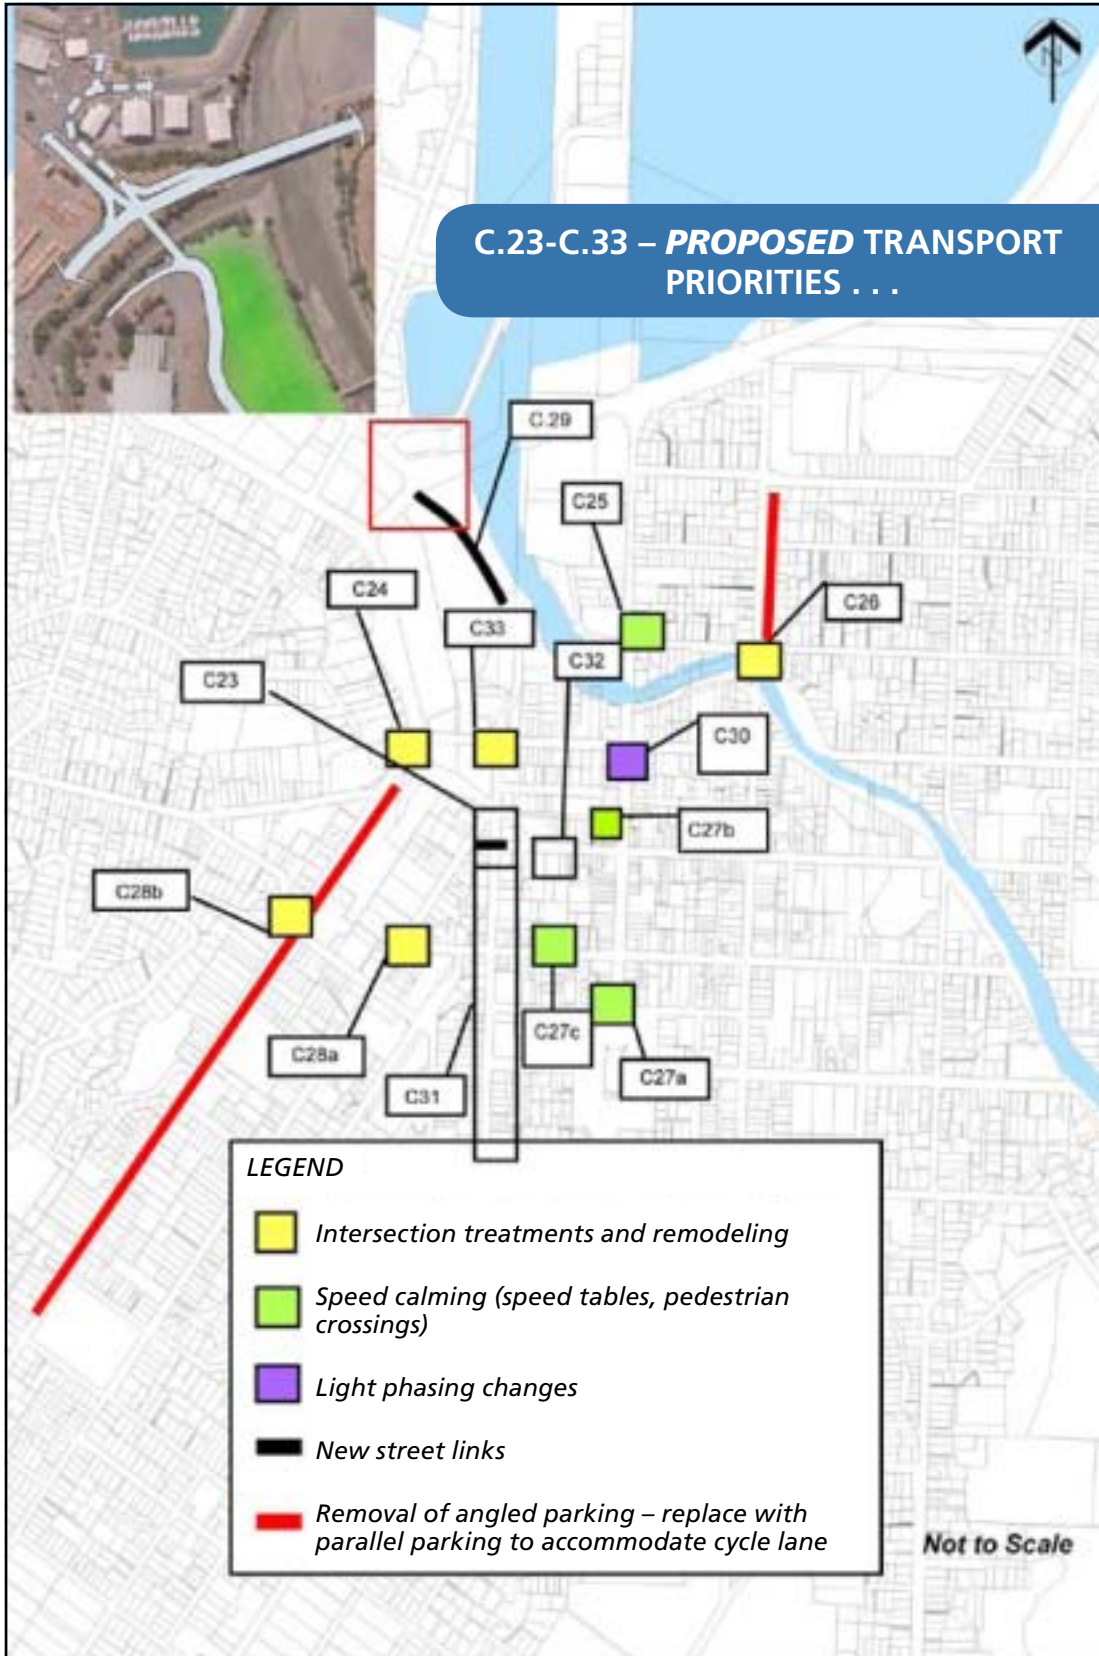 N
C.23-C.33 – PROPOSED TRANSPORT
PRIORITIES . . .
C.29
C25
C24
C26
C33
C32
C23
C30
C27b
C28b
C27c
C28a
C27a
C31
LEGEND
Intersection treatments and remodeling
Speed calming (speed tables, pedestrian
crossings)
Light phasing changes
New street links
Removal of angled parking – replace with
parallel parking to accommodate cycle lane
Not to Scale